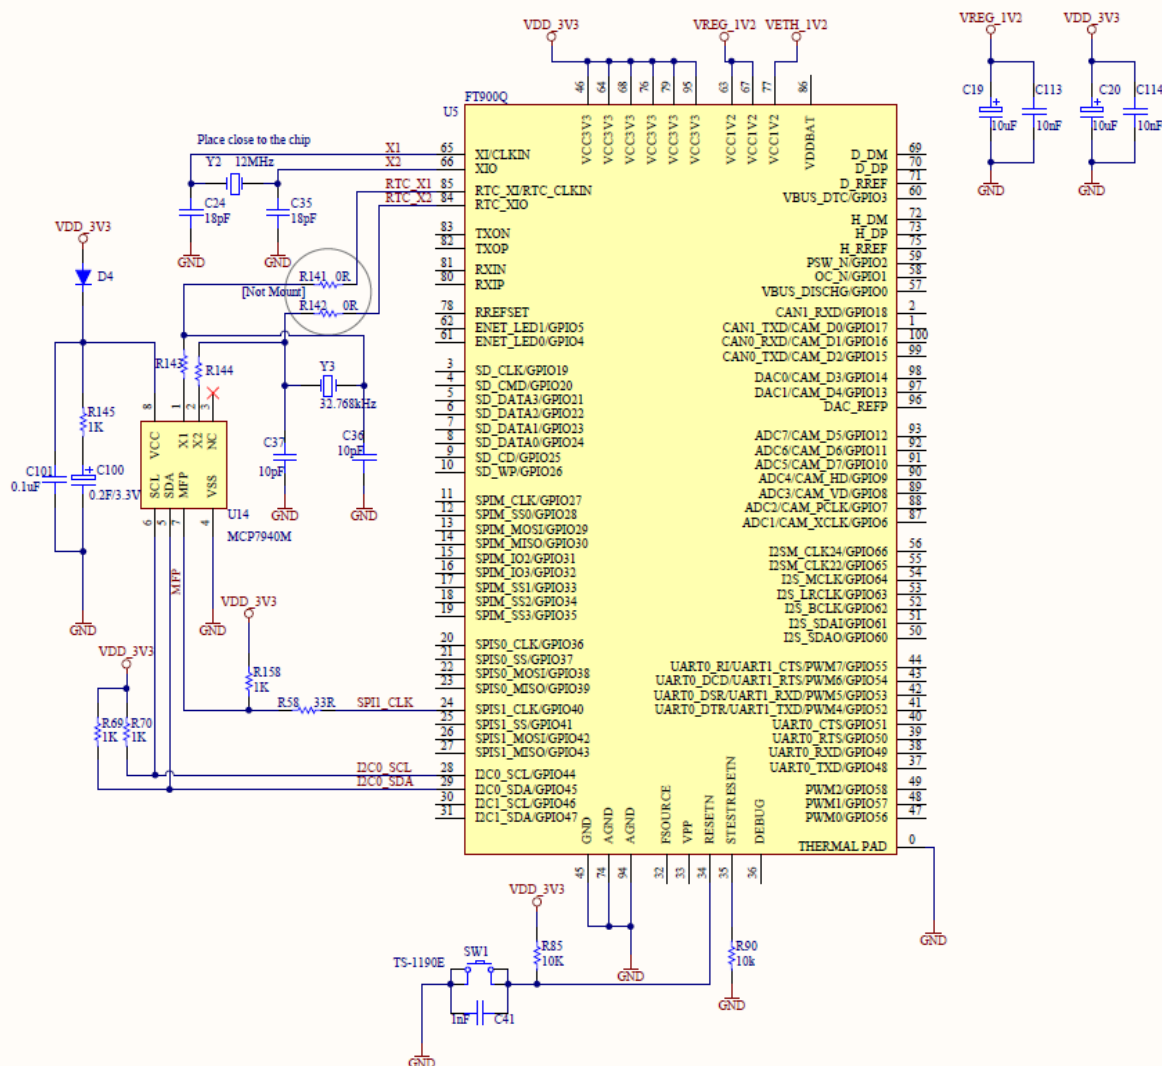 VDD_3V3
VREG_1V2
VETH_1V2
VREG_1V2
VDD_3V3
46
64
68
76
79
95
63
67
77
86
C19
10uF
C113
10nF
C20
10uF
C114
10nF
GND
GND
U5
FT900Q
VCC3V3
VCC3V3
VCC3V3
VCC3V3
VCC3V3
VCC3V3
VCC1V2
VCC1V2
VCC1V2
VDDBAT
Place close to the chip
Y2
12MHz
C24
18pF
C35
18pF
GND
GND
X1
65
XI/CLKIN
X2
66
XIO
RTC_X1
85
RTC_XI/RTC_CLKIN
RTC_X2
84
RTC_XIO
83
TXON
82
TXOP
81
RXIN
80
RXIP
78
RREFSET
62
ENET_LED1/GPIO5
61
ENET_LED0/GPIO4
3
SD_CLK/GPIO19
4
SD_CMD/GPIO20
5
SD_DATA3/GPIO21
6
SD_DATA2/GPIO22
7
SD_DATA1/GPIO23
8
SD_DATA0/GPIO24
9
SD_CD/GPIO25
10
SD_WP/GPIO26
11
SPIM_CLK/GPIO27
12
SPIM_SS0/GPIO28
13
SPIM_MOSI/GPIO29
14
SPIM_MISO/GPIO30
15
SPIM_IO2/GPIO31
16
SPIM_IO3/GPIO32
17
SPIM_SS1/GPIO33
18
SPIM_SS2/GPIO34
19
SPIM_SS3/GPIO35
20
SPIS0_CLK/GPIO36
21
SPIS0_SS/GPIO37
22
SPIS0_MOSI/GPIO38
23
SPIS0_MISO/GPIO39
SPI1_CLK
24
SPIS1_CLK/GPIO40
25
SPIS1_SS/GPIO41
26
SPIS1_MOSI/GPIO42
27
SPIS1_MISO/GPIO43
I2C0_SCL
28
I2C0_SCL/GPIO44
I2C0_SDA
29
I2C0_SDA/GPIO45
30
I2C1_SCL/GPIO46
31
I2C1_SDA/GPIO47
D_DM
69
D_DP
70
D_RREF
71
VBUS_DTC/GPIO3
60
H_DM
72
H_DP
73
H_RREF
75
PSW_N/GPIO2
59
OC_N/GPIO1
58
VBUS_DISCHG/GPIO0
57
CAN1_RXD/GPIO18
2
CAN1_TXD/CAM_D0/GPIO17
1
CAN0_RXD/CAM_D1/GPIO16
100
CAN0_TXD/CAM_D2/GPIO15
99
DAC0/CAM_D3/GPIO14
98
DAC1/CAM_D4/GPIO13
97
DAC_REFP
96
ADC7/CAM_D5/GPIO12
93
ADC6/CAM_D6/GPIO11
92
ADC5/CAM_D7/GPIO10
91
ADC4/CAM_HD/GPIO9
90
ADC3/CAM_VD/GPIO8
89
ADC2/CAM_PCLK/GPIO7
88
ADC1/CAM_XCLK/GPIO6
87
I2SM_CLK24/GPIO66
56
I2SM_CLK22/GPIO65
55
I2S_MCLK/GPIO64
54
I2S_LRCLK/GPIO63
53
I2S_BCLK/GPIO62
52
I2S_SDAI/GPIO61
51
I2S_SDAO/GPIO60
50
UART0_RI/UART1_CTS/PWM7/GPIO55
44
UART0_DCD/UART1_RTS/PWM6/GPIO54
43
UART0_DSR/UART1_RXD/PWM5/GPIO53
42
UART0_DTR/UART1_TXD/PWM4/GPIO52
41
UART0_CTS/GPIO51
40
UART0_RTS/GPIO50
39
UART0_RXD/GPIO49
38
UART0_TXD/GPIO48
37
PWM2/GPIO58
49
PWM1/GPIO57
48
PWM0/GPIO56
47
THERMAL PAD
0
GND
AGND
AGND
FSOURCE
VPP
RESETN
STESTRESETN
DEBUG
45
74
94
32
33
34
35
36
VDD_3V3
D4
R141 0R
[Not Mount]
R142 0R
R143
R144
Y3
32.768kHz
C37
10pF
C36
10pF
GND
GND
R145
1K
C101
0.1uF
C100
0.2F/3.3V
GND
8
1
2
3
VCC
X1
X2
NC
SCL
SDA
MFP
VSS
6
5
7
4
U14
MCP7940M
MFP
GND
VDD_3V3
R158
1K
R58
33R
VDD_3V3
R69
1K
R70
1K
VDD_3V3
R85
10K
SW1
TS-1190E
1nF
C41
GND
GND
R90
10k
GND
GND